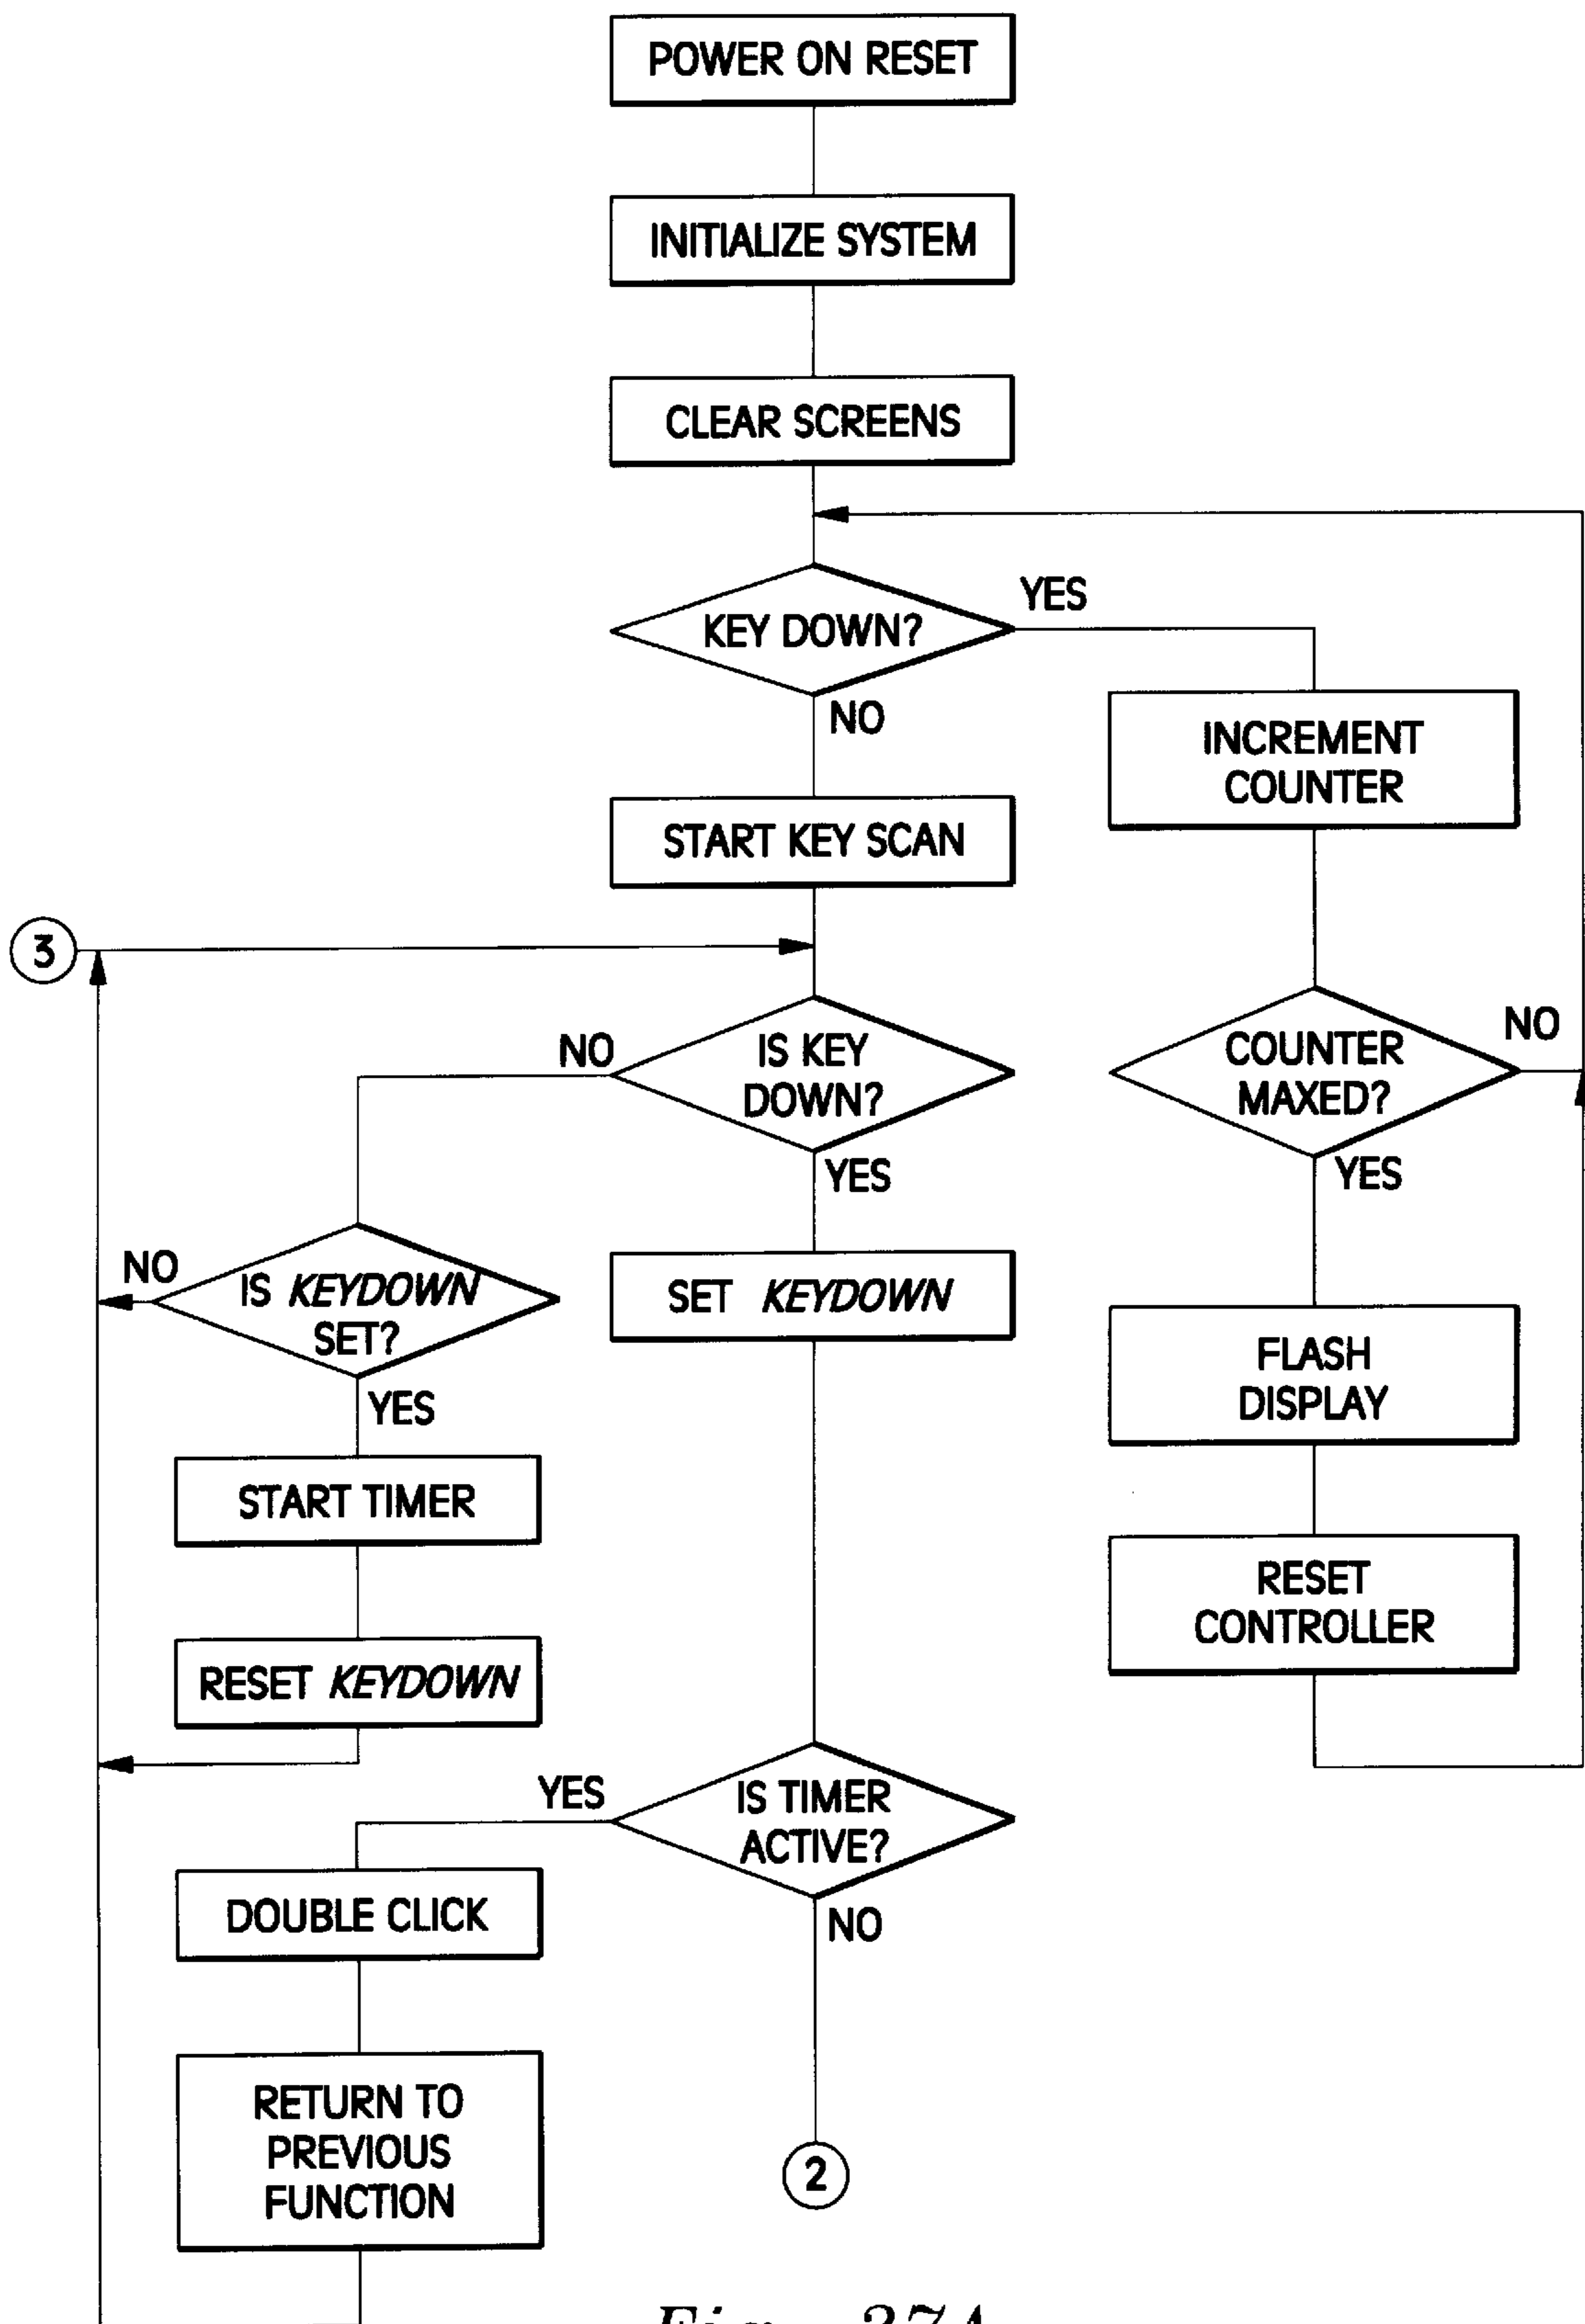 POWER ON RESET
INITIALIZE SYSTEM
CLEAR SCREENS
KEY DOWN?
YES
NO
INCREMENT
COUNTER
START KEY SCAN
3
NO
IS KEY
DOWN?
YES
COUNTER
MAXED?
NO
YES
NO
IS KEYDOWN
SET?
YES
SET KEYDOWN
FLASH
DISPLAY
START TIMER
RESET
CONTROLLER
RESET KEYDOWN
YES
IS TIMER
ACTIVE?
NO
DOUBLE CLICK
RETURN TO
PREVIOUS
FUNCTION
2
Fig. 37A